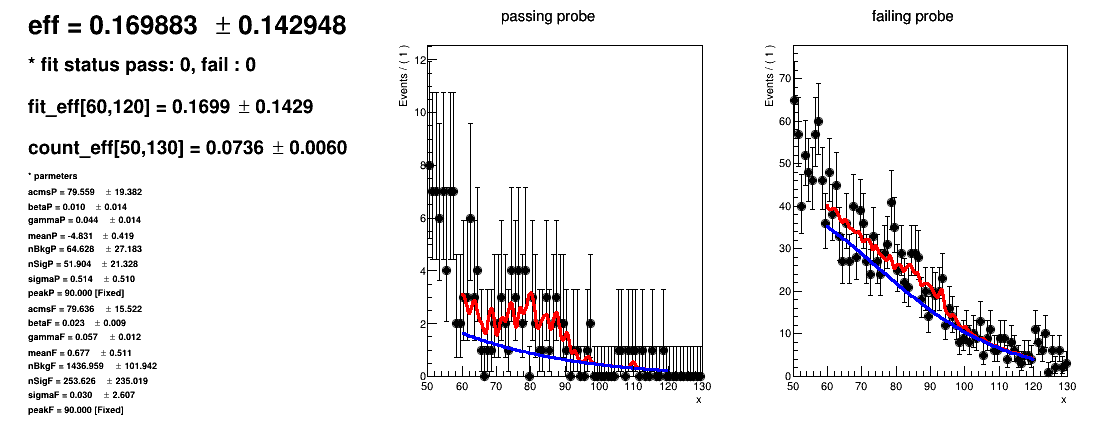 eff = 0.169883 ± 0.142948
* fit status pass: 0, fail : 0
fit_eff[60,120] = 0.1699 ± 0.1429
count_eff[50,130] = 0.0736 ± 0.0060
* parmeters
acmsP = 79.559 ± 19.382
betaP = 0.010 ± 0.014
gammaP = 0.044 ± 0.014
meanP = -4.831 ± 0.419
nBkgP = 64.628 ± 27.183
nSigP = 51.904 ± 21.328
sigmaP = 0.514 ± 0.510
peakP = 90.000 [Fixed]
acmsF = 79.636 ± 15.522
betaF = 0.023 ± 0.009
gammaF = 0.057 ± 0.012
meanF = 0.677 ± 0.511
nBkgF = 1436.959 ± 101.942
nSigF = 253.626 ± 235.019
sigmaF = 0.030 ± 2.607
peakF = 90.000 [Fixed]
passing probe
Events / ( 1 )
12
10
8
6
4
2
0
50 60 70 80 90 100 110 120 130
x
failing probe
Events / ( 1 )
70
60
50
40
30
20
10
0
50 60 70 80 90 100 110 120 130
x